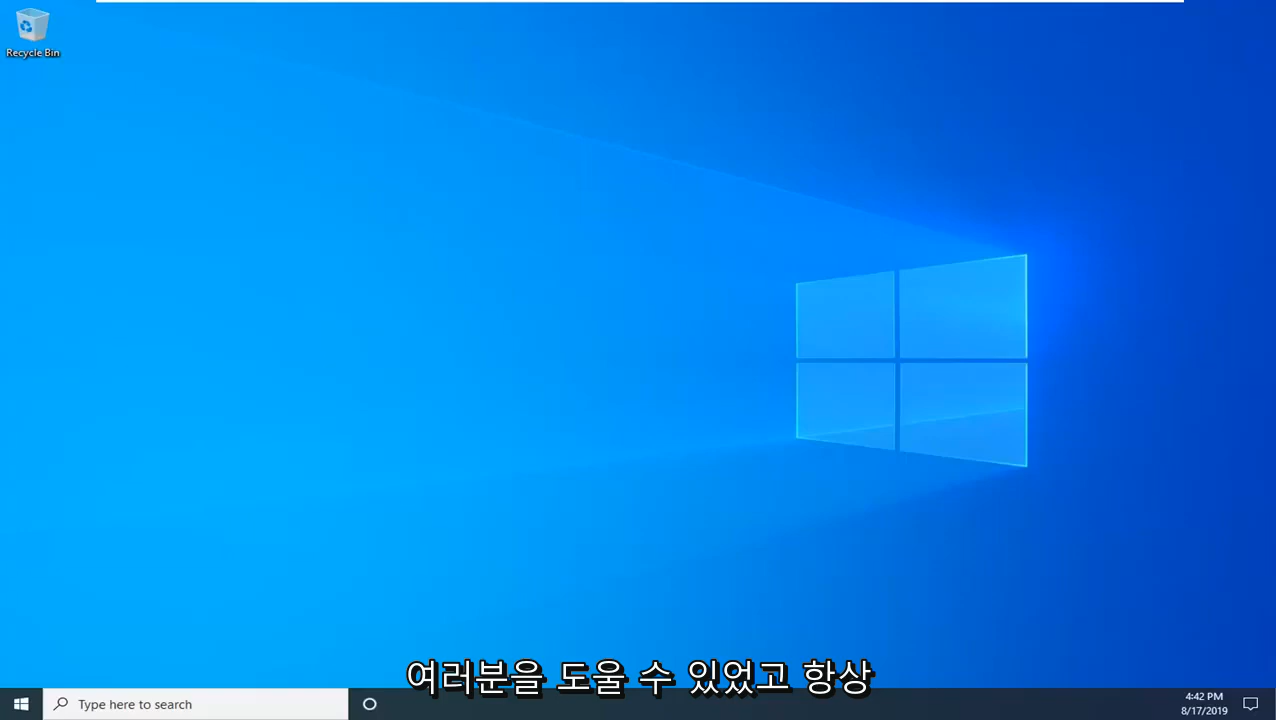 Recycle Bin
여러분을 도울 수 있었고 항상
Type here to search
4:42 PM
8/17/2019